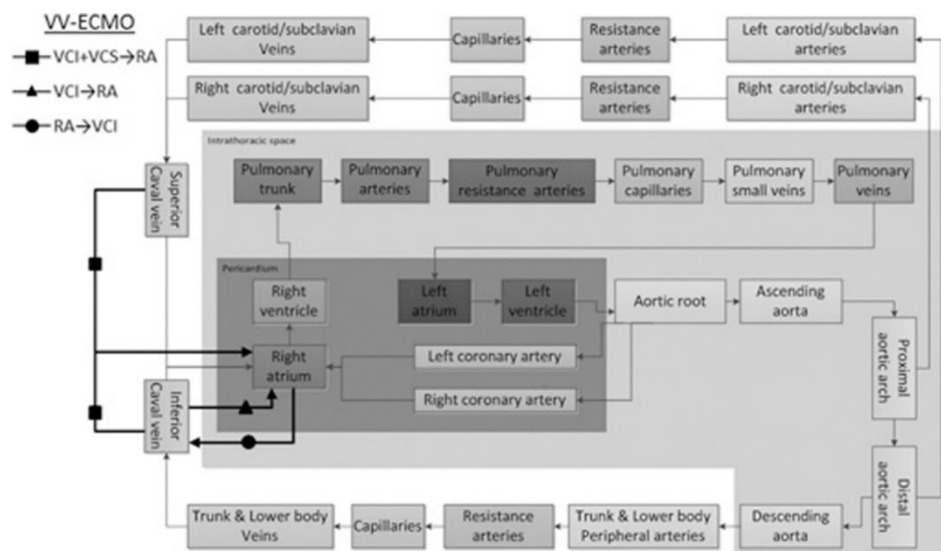 VV-ECMO
VCI+VCS→RA
VCI→RA
RA→VCI
Left carotid/subclavian
Veins
Capillaries
Resistance
arteries
Left carotid/subclavian
arteries
Right carotid/subclavian
Veins
Capillaries
Resistance
arteries
Right carotid/subclavian
arteries
Intrathoracic space
Pulmonary
trunk
Pulmonary
arteries
Pulmonary
resistance arteries
Pulmonary
capillaries
Pulmonary
small veins
Pulmonary
veins
Superior
Caval vein
Pericardium
Right
ventricle
Left
atrium
Left
ventricle
Aortic root
Ascending
aorta
Proximal
aortic arch
Right
atrium
Left coronary artery
Right coronary artery
Inferior
Caval vein
Distal
aortic arch
Trunk & Lower body
Veins
Capillaries
Resistance
arteries
Trunk & Lower body
Peripheral arteries
Descending
aorta